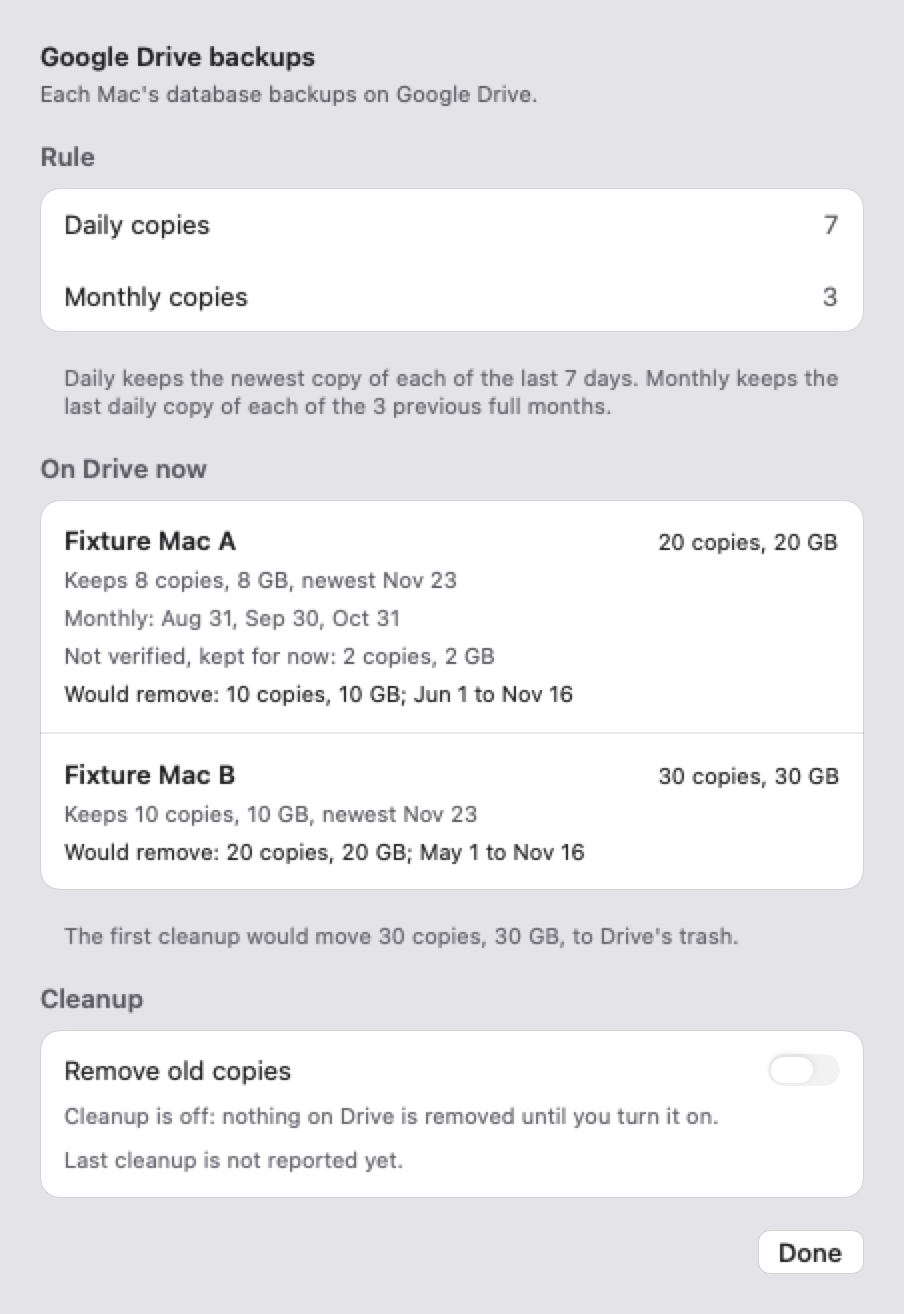 Google Drive backups
Each Mac's database backups on Google Drive.
Rule
Daily copies 7
Monthly copies 3
Daily keeps the newest copy of each of the last 7 days. Monthly keeps the
last daily copy of each of the 3 previous full months.
On Drive now
Fixture Mac A 20 copies, 20 GB
Keeps 8 copies, 8 GB, newest Nov 23
Monthly: Aug 31, Sep 30, Oct 31
Not verified, kept for now: 2 copies, 2 GB
Would remove: 10 copies, 10 GB; Jun 1 to Nov 16
Fixture Mac B 30 copies, 30 GB
Keeps 10 copies, 10 GB, newest Nov 23
Would remove: 20 copies, 20 GB; May 1 to Nov 16
The first cleanup would move 30 copies, 30 GB, to Drive's trash.
Cleanup
Remove old copies
Cleanup is off: nothing on Drive is removed until you turn it on.
Last cleanup is not reported yet.
Done